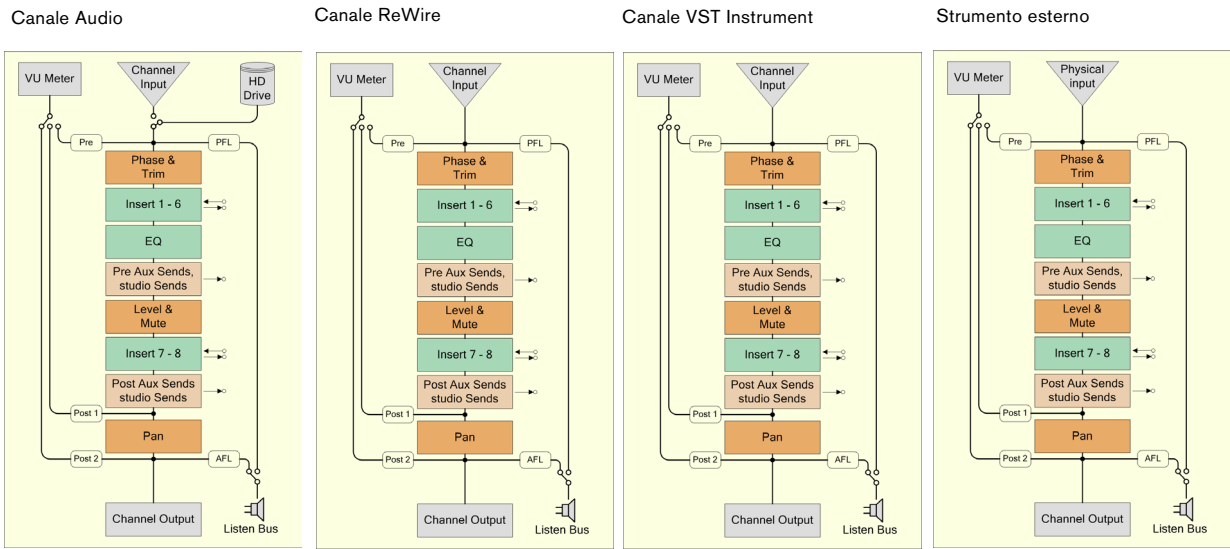 Canale Audio
VU Meter
Channel
Input
HD
Drive
Pre
PFL
Phase &
Trim
Insert 1 - 6
EQ
Pre Aux Sends,
studio Sends
Level &
Mute
Insert 7 - 8
Post Aux Sends
studio Sends
Post 1
Pan
Post 2
AFL
Channel Output
Listen Bus
Canale ReWire
VU Meter
Channel
Input
Pre
PFL
Phase &
Trim
Insert 1 - 6
EQ
Pre Aux Sends,
studio Sends
Level &
Mute
Insert 7 - 8
Post Aux Sends
studio Sends
Post 1
Pan
Post 2
AFL
Channel Output
Listen Bus
Canale VST Instrument
VU Meter
Channel
Input
Pre
PFL
Phase &
Trim
Insert 1 - 6
EQ
Pre Aux Sends,
studio Sends
Level &
Mute
Insert 7 - 8
Post Aux Sends
studio Sends
Post 1
Pan
Post 2
AFL
Channel Output
Listen Bus
Strumento esterno
VU Meter
Physical
input
Pre
PFL
Phase &
Trim
Insert 1 - 6
EQ
Pre Aux Sends,
studio Sends
Level &
Mute
Insert 7 - 8
Post Aux Sends
studio Sends
Post 1
Pan
Post 2
AFL
Channel Output
Listen Bus